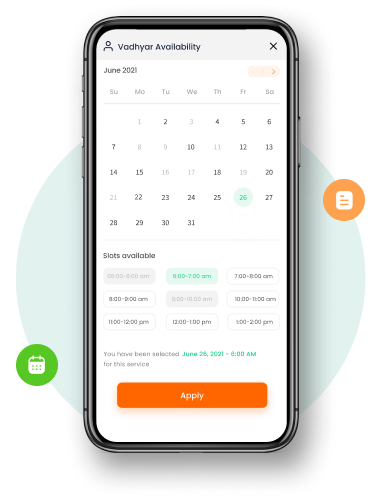 Vadhyar Availability
June 2021
Su Mo Tu We Th Fr Sa
1 2 3 4 5 6
7 8 9 10 11 12 13
14 15 16 17 18 19 20
21 22 23 24 25 26 27
28 29 30 31
Slots available
6:00-7:00 am 7:00-8:00 am
8:00-9:00 am 9:00-10:00 am 10:00-11:00 am
11:00-12:00 pm 12:00-1:00 pm 1:00-2:00 pm
You have been selected June 26, 2021 - 6:00 AM
for this service
Apply